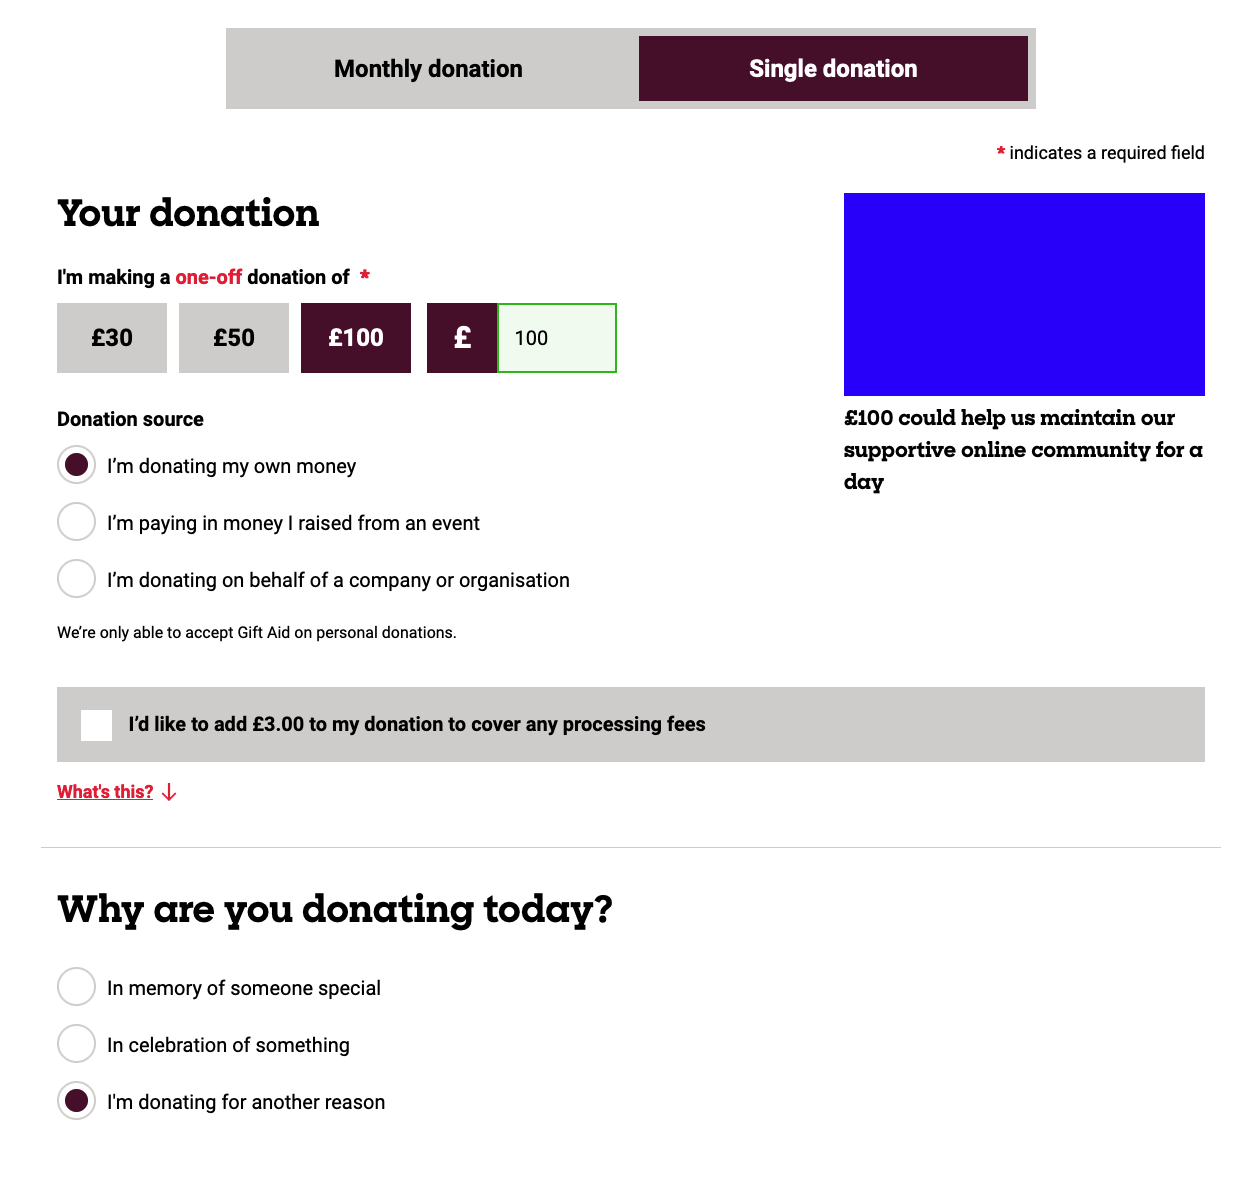 Monthly donation
Single donation
* indicates a required field
Your donation
I'm making a one-off donation of *
£30
£50
£100
£
100
Donation source
I’m donating my own money
I’m paying in money I raised from an event
I’m donating on behalf of a company or organisation
We’re only able to accept Gift Aid on personal donations.
£100 could help us maintain our
supportive online community for a
day
I’d like to add £3.00 to my donation to cover any processing fees
What's this?
Why are you donating today?
In memory of someone special
In celebration of something
I'm donating for another reason